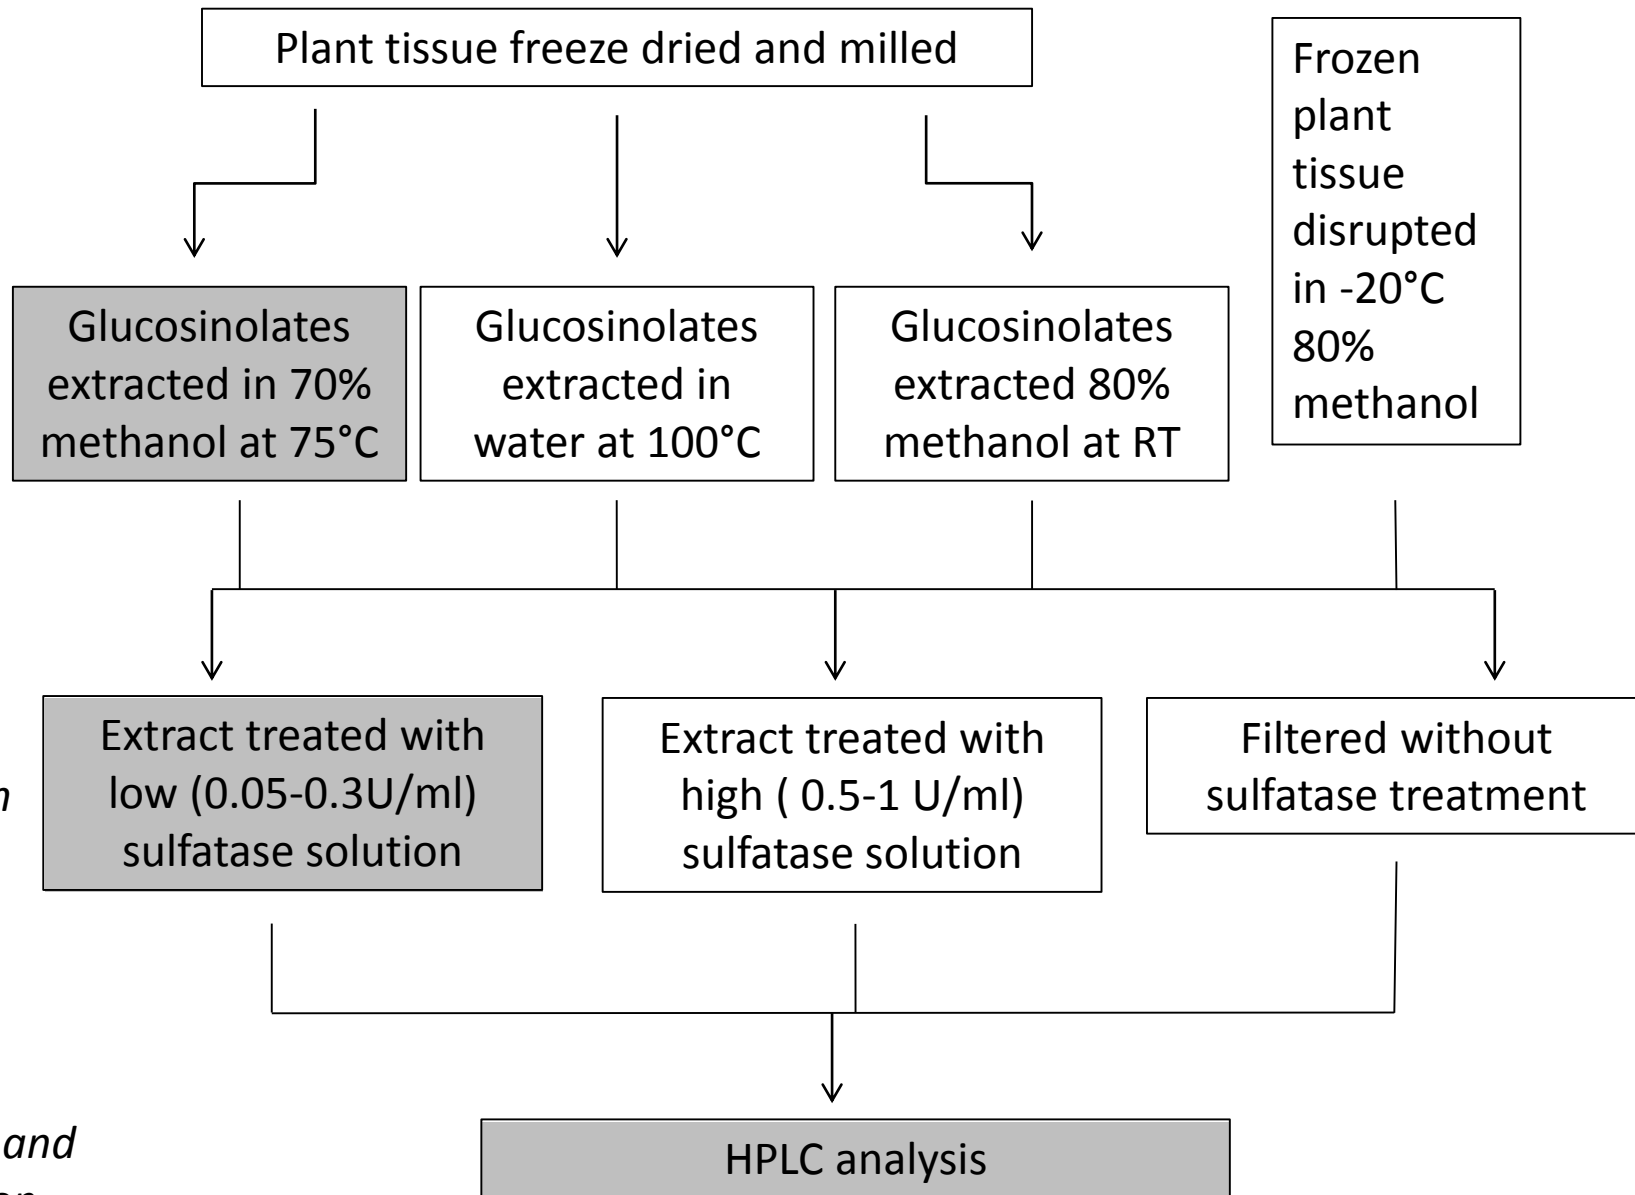 Plant tissue freeze dried and milled
Frozen
plant
tissue
disrupted
in -20°C
80%
methanol
Glucosinolates
extracted in 70%
methanol at 75°C
Glucosinolates
extracted in
water at 100°C
Glucosinolates
extracted 80%
methanol at RT
Extract treated with
low (0.05-0.3U/ml)
sulfatase solution
Extract treated with
high ( 0.5-1 U/ml)
sulfatase solution
Filtered without
sulfatase treatment
and
HPLC analysis